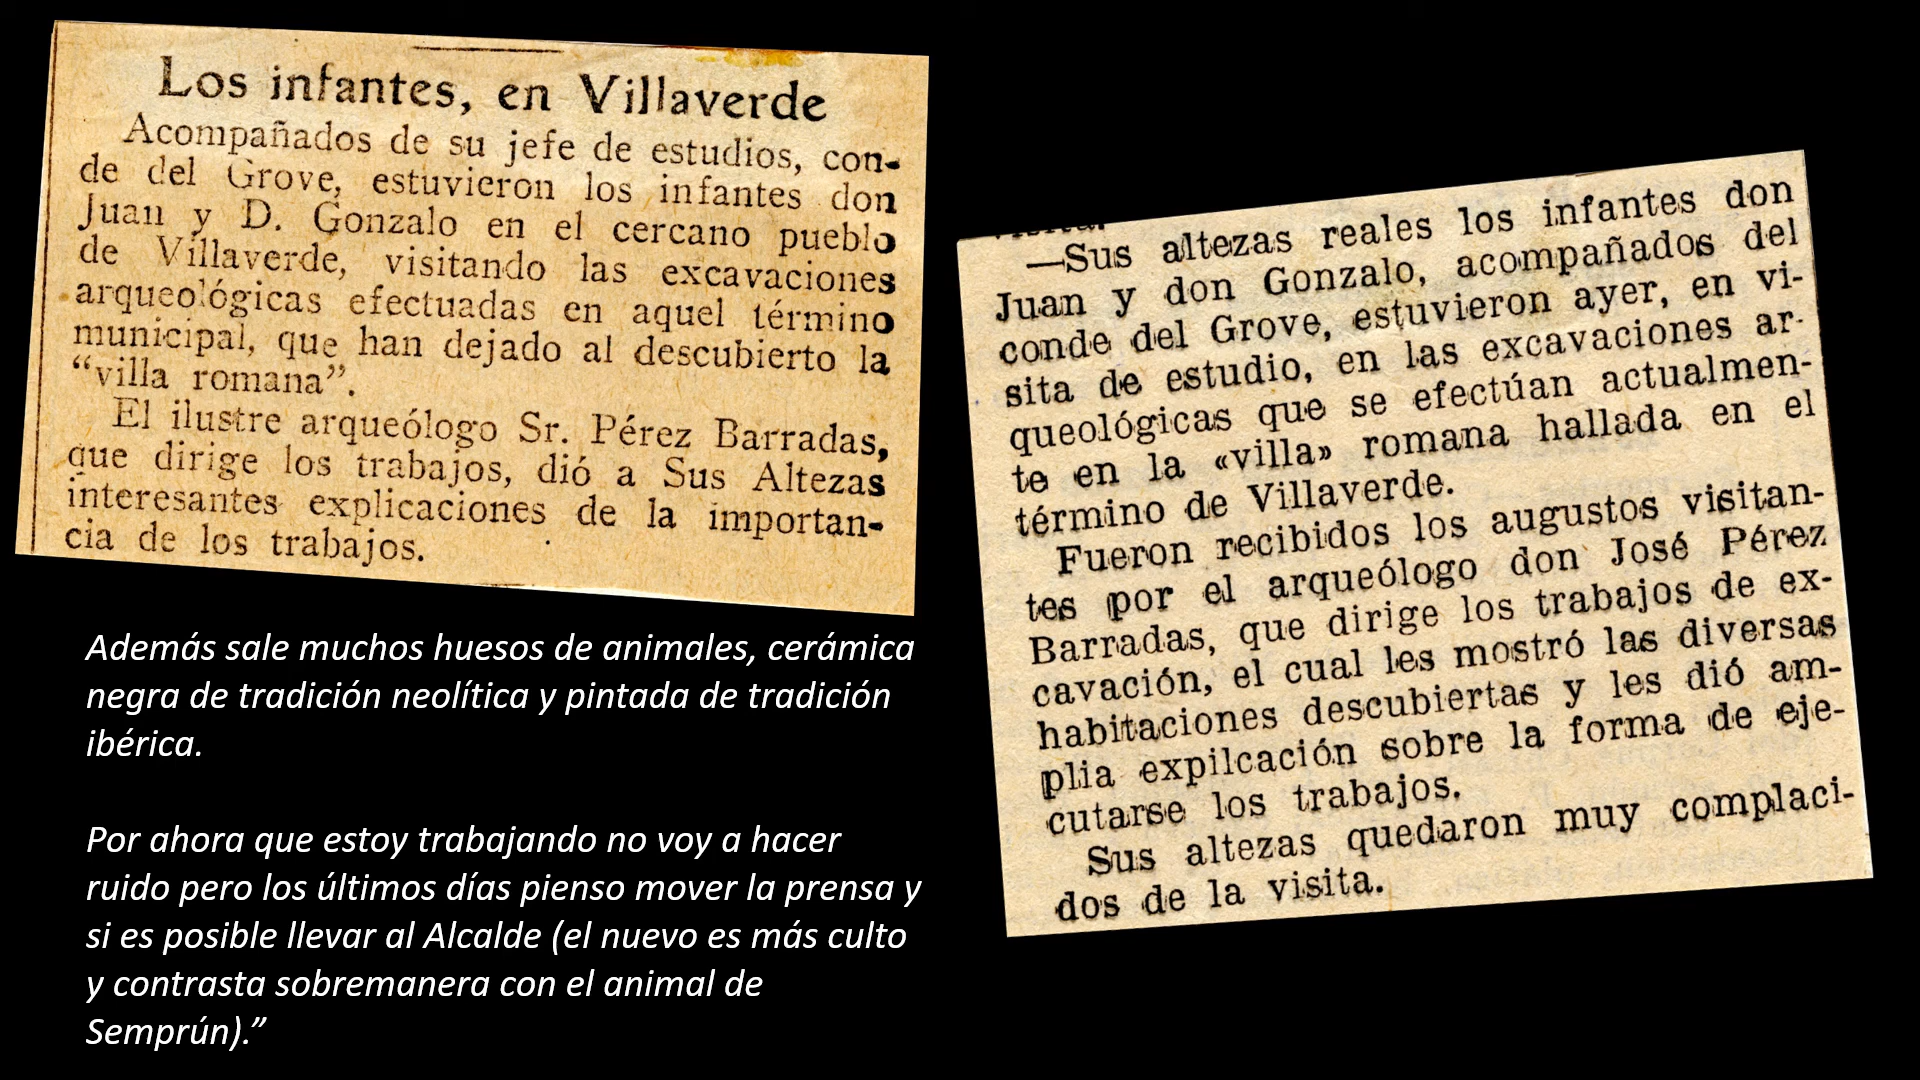 Los infantes, en Villaverde
Acompañados de su jefe de estudios, con-
de del Grove, estuvieron los infantes don
Juan y D. Gonzalo en el cercano pueblo
de Villaverde, visitando las excavaciones
arqueológicas efectuadas en aquel término
municipal, que han dejado al descubierto la
“villa romana”.
El ilustre arqueólogo Sr. Pérez Barradas,
que dirige los trabajos, dió a Sus Altezas
interesantes explicaciones de la importan-
cia de los trabajos.
Además sale muchos huesos de animales, cerámica
negra de tradición neolítica y pintada de tradición
ibérica.
Por ahora que estoy trabajando no voy a hacer
ruido pero los últimos días pienso mover la prensa y
si es posible llevar al Alcalde (el nuevo es más culto
y contrasta sobremanera con el animal de
Semprún).”
—Sus altezas reales los infantes don
Juan y don Gonzalo, acompañados del
conde del Grove, estuvieron ayer, en vi-
sita de estudio, en las excavaciones ar-
queológicas que se efectúan actualmen-
te en la «villa» romana hallada en el
término de Villaverde.
Fueron recibidos los augustos visitan-
tes por el arqueólogo don José Pérez
Barradas, que dirige los trabajos de ex-
cavación, el cual les mostró las diversas
habitaciones descubiertas y les dió am-
plia expilcación sobre la forma de eje-
cutarse los trabajos.
Sus altezas quedaron muy complaci-
dos de la visita.